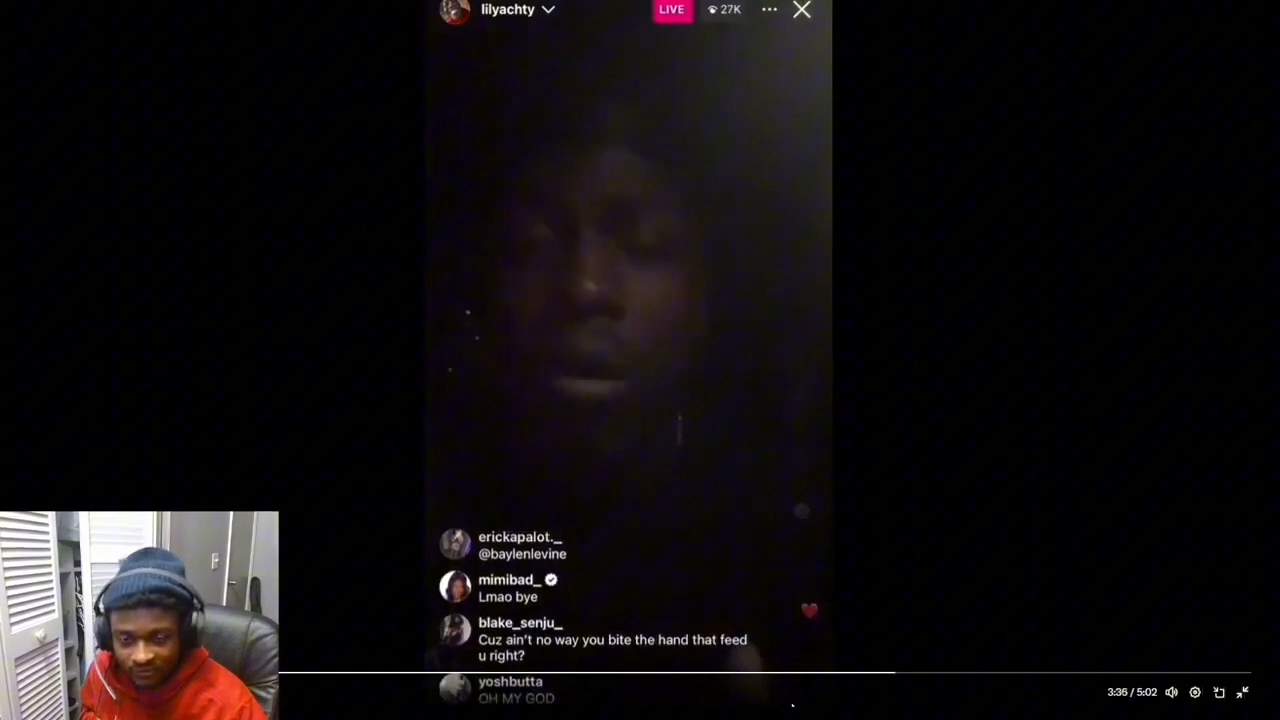 lilyachty
LIVE
27K
erickapalot._
@baylenlevine
mimibad_
Lmao bye
blake_senju_
Cuz ain't no way you bite the hand that feed
u right?
yoshbutta
OH MY GOD
3:36 / 5:02